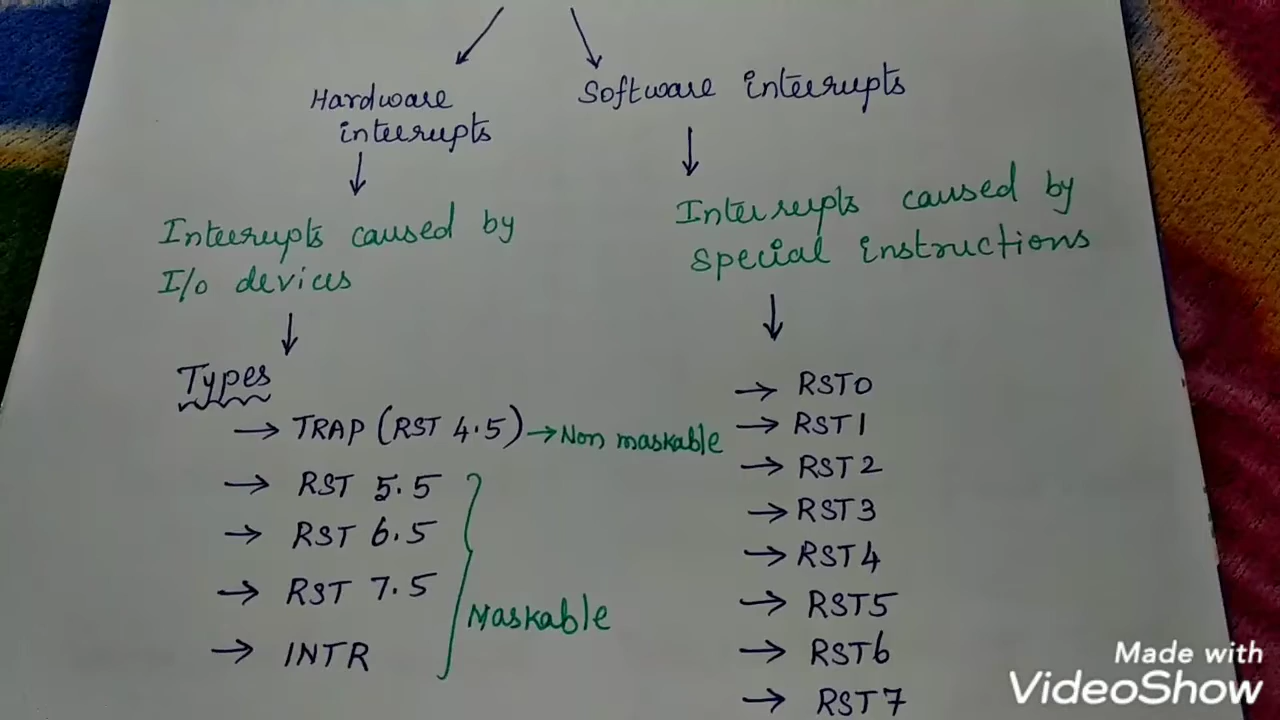 Hardware
interrupts
Software interrupts
Interrupts caused by
I/o devices
Interrupts caused by
special instructions
Types
→ TRAP (RST 4.5) → Non maskable
→ RST 5.5
→ RST 6.5
→ RST 7.5
→ INTR
Maskable
→ RST0
→ RST1
→ RST2
→ RST3
→ RST4
→ RST5
→ RST6
→ RST7
Made with
VideoShow